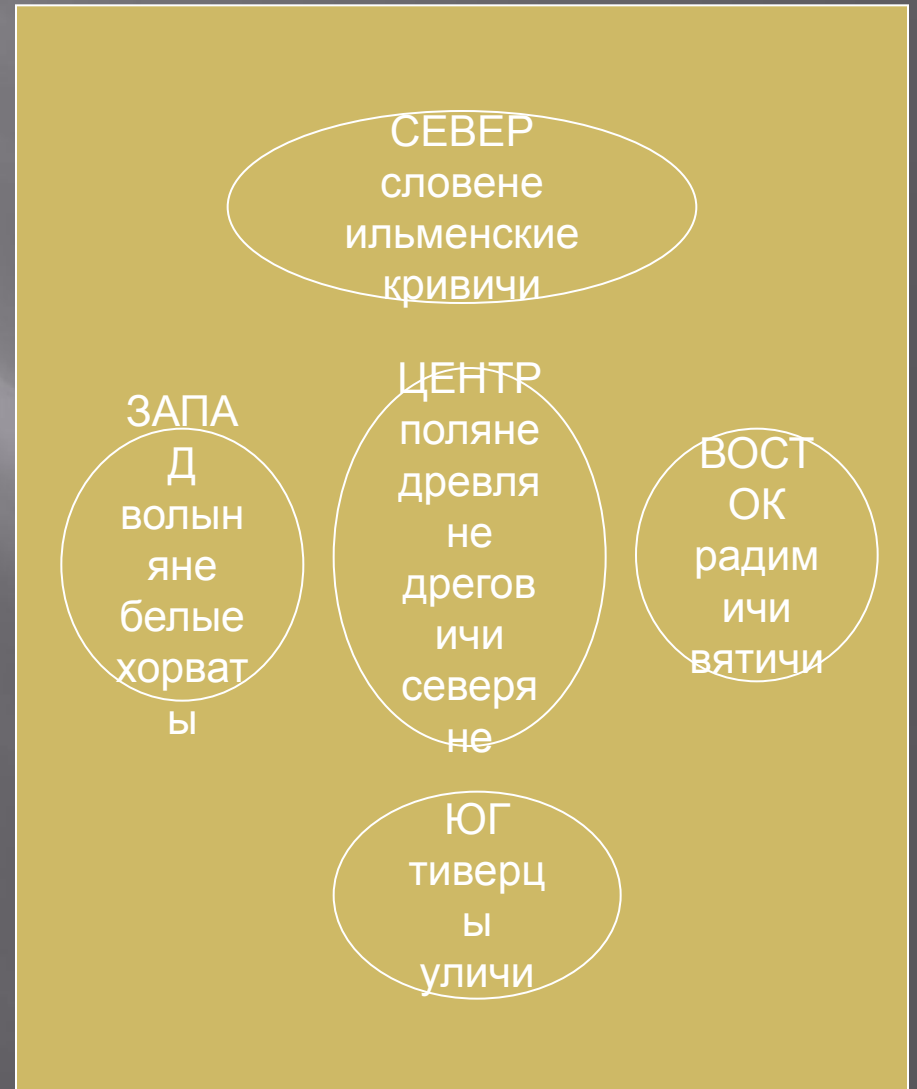 СЕВЕР
словене
ильменские
кривичи
ЗАПА
Д
волын
яне
белые
хорват
ы
ЦЕНТР
поляне
древля
не
дрегов
ичи
северя
не
ВОСТ
ОК
радим
ичи
вятичи
ЮГ
тиверц
ы
уличи